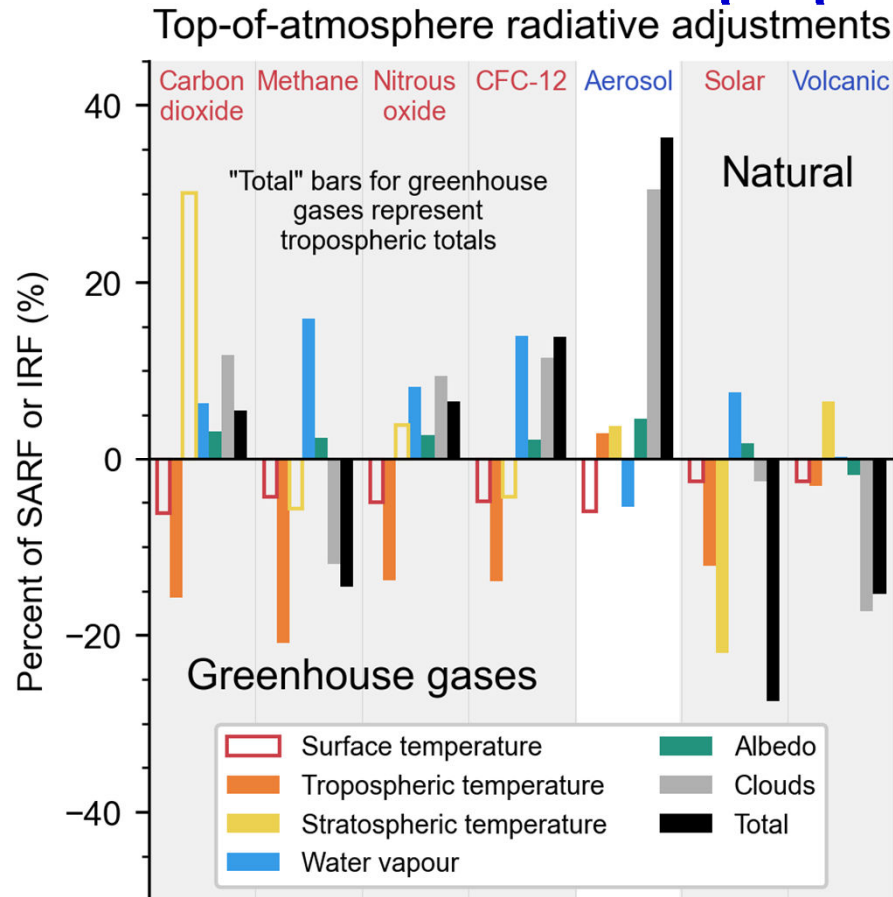 Top-of-atmosphere radiative adjustments
Carbon dioxide
Methane
Nitrous oxide
CFC-12
Aerosol
Solar
Volcanic
"Total" bars for greenhouse
gases represent
tropospheric totals
Natural
Percent of SARF or IRF (%)
40
20
0
−20
−40
Greenhouse gases
Surface temperature
Tropospheric temperature
Stratospheric temperature
Water vapour
Albedo
Clouds
Total